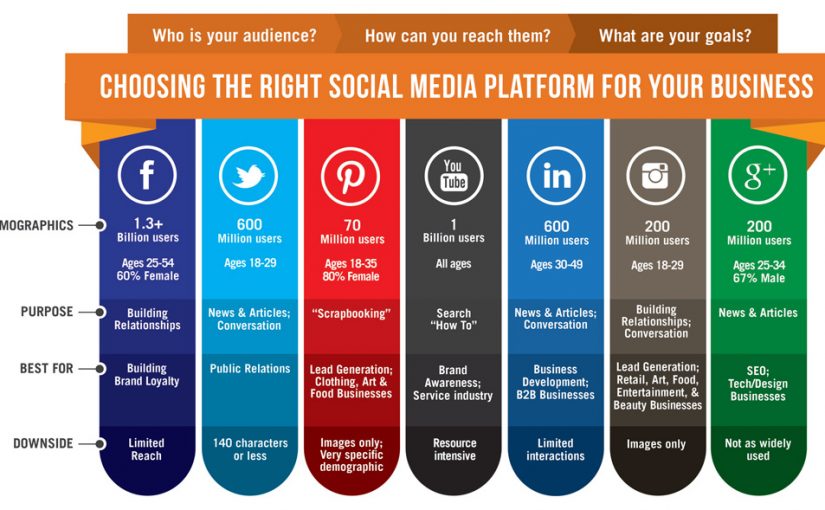 Who is your audience?
How can you reach them?
What are your goals?
CHOOSING THE RIGHT SOCIAL MEDIA PLATFORM FOR YOUR BUSINESS
f
You
Tube
in
g+
MOGRAPHICS
1.3+
Billion users
Ages 25-54
60% Female
600
Million users
Ages 18-29
70
Million users
Ages 18-35
80% Female
1
Billion users
All ages
600
Million users
Ages 30-49
200
Million users
Ages 18-29
200
Million users
Ages 25-34
67% Male
PURPOSE
Building
Relationships
News & Articles;
Conversation
“Scrapbooking”
Search
“How To”
News & Articles;
Conversation
Building
Relationships;
Conversation
News & Articles
BEST FOR
Building
Brand Loyalty
Public Relations
Lead Generation;
Clothing, Art &
Food Businesses
Brand
Awareness;
Service industry
Business
Development;
B2B Businesses
Lead Generation;
Retail, Art, Food,
Entertainment, &
Beauty Businesses
SEO;
Tech/Design
Businesses
DOWNSIDE
Limited
Reach
140 characters
or less
Images only;
Very specific
demographic
Resource
intensive
Limited
interactions
Images only
Not as widely
used